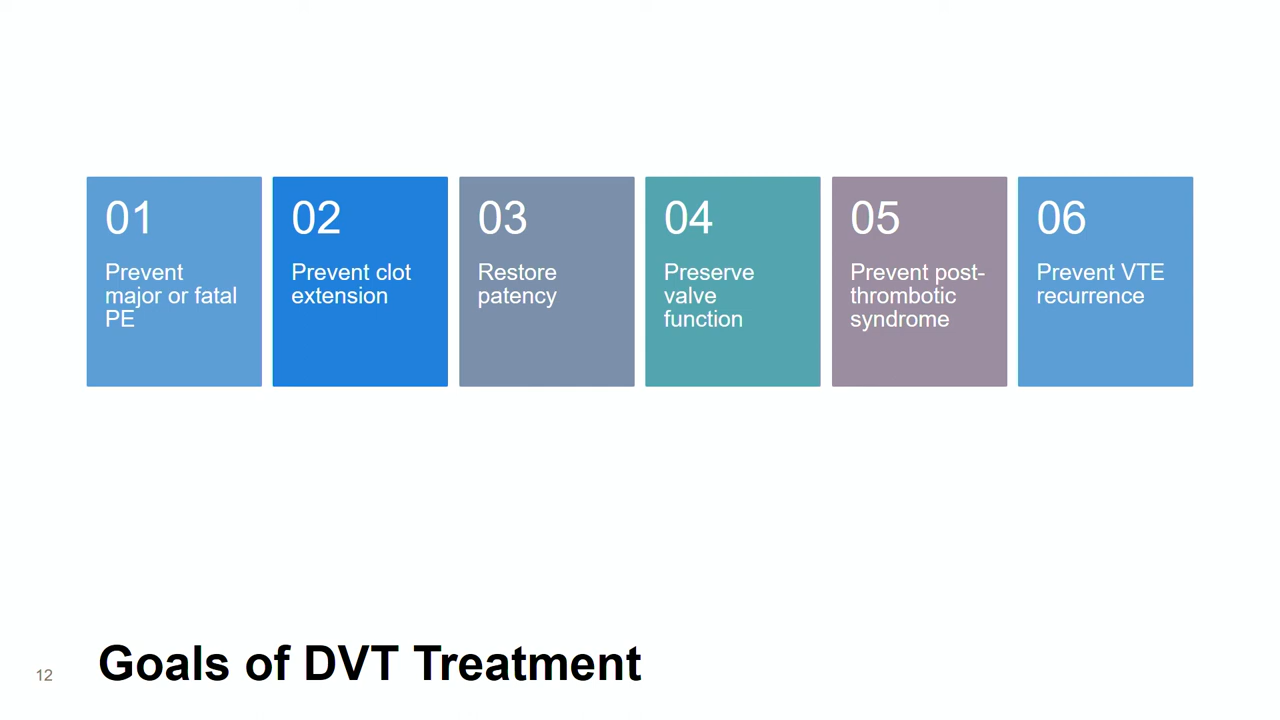 01
Prevent
major or fatal
PE
02
Prevent clot
extension
03
Restore
patency
04
Preserve
valve
function
05
Prevent post-
thrombotic
syndrome
06
Prevent VTE
recurrence
12
Goals of DVT Treatment